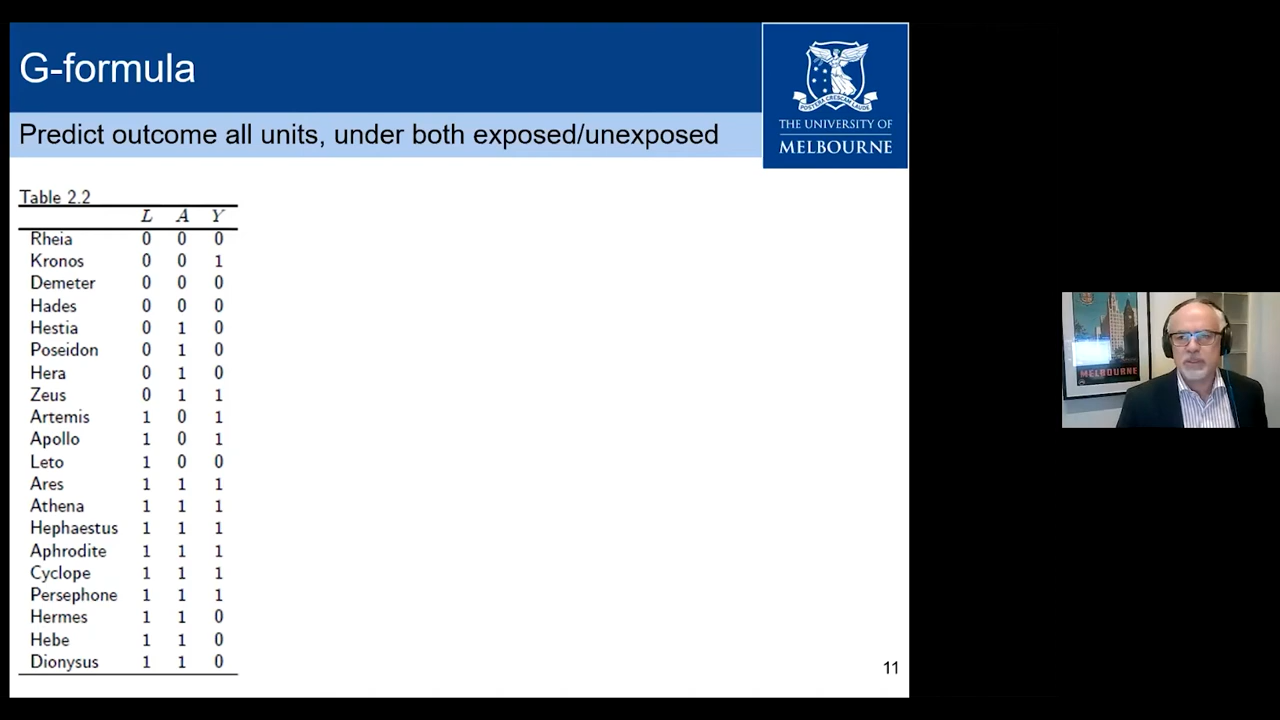 G-formula
Predict outcome all units, under both exposed/unexposed
POSTERA CRESCAM LAUDE
THE UNIVERSITY OF
MELBOURNE
Table 2.2
L A Y
Rheia 0 0 0
Kronos 0 0 1
Demeter 0 0 0
Hades 0 0 0
Hestia 0 1 0
Poseidon 0 1 0
Hera 0 1 0
Zeus 0 1 1
Artemis 1 0 1
Apollo 1 0 1
Leto 1 0 0
Ares 1 1 1
Athena 1 1 1
Hephaestus 1 1 1
Aphrodite 1 1 1
Cyclope 1 1 1
Persephone 1 1 1
Hermes 1 1 0
Hebe 1 1 0
Dionysus 1 1 0
11
MELBOURNE